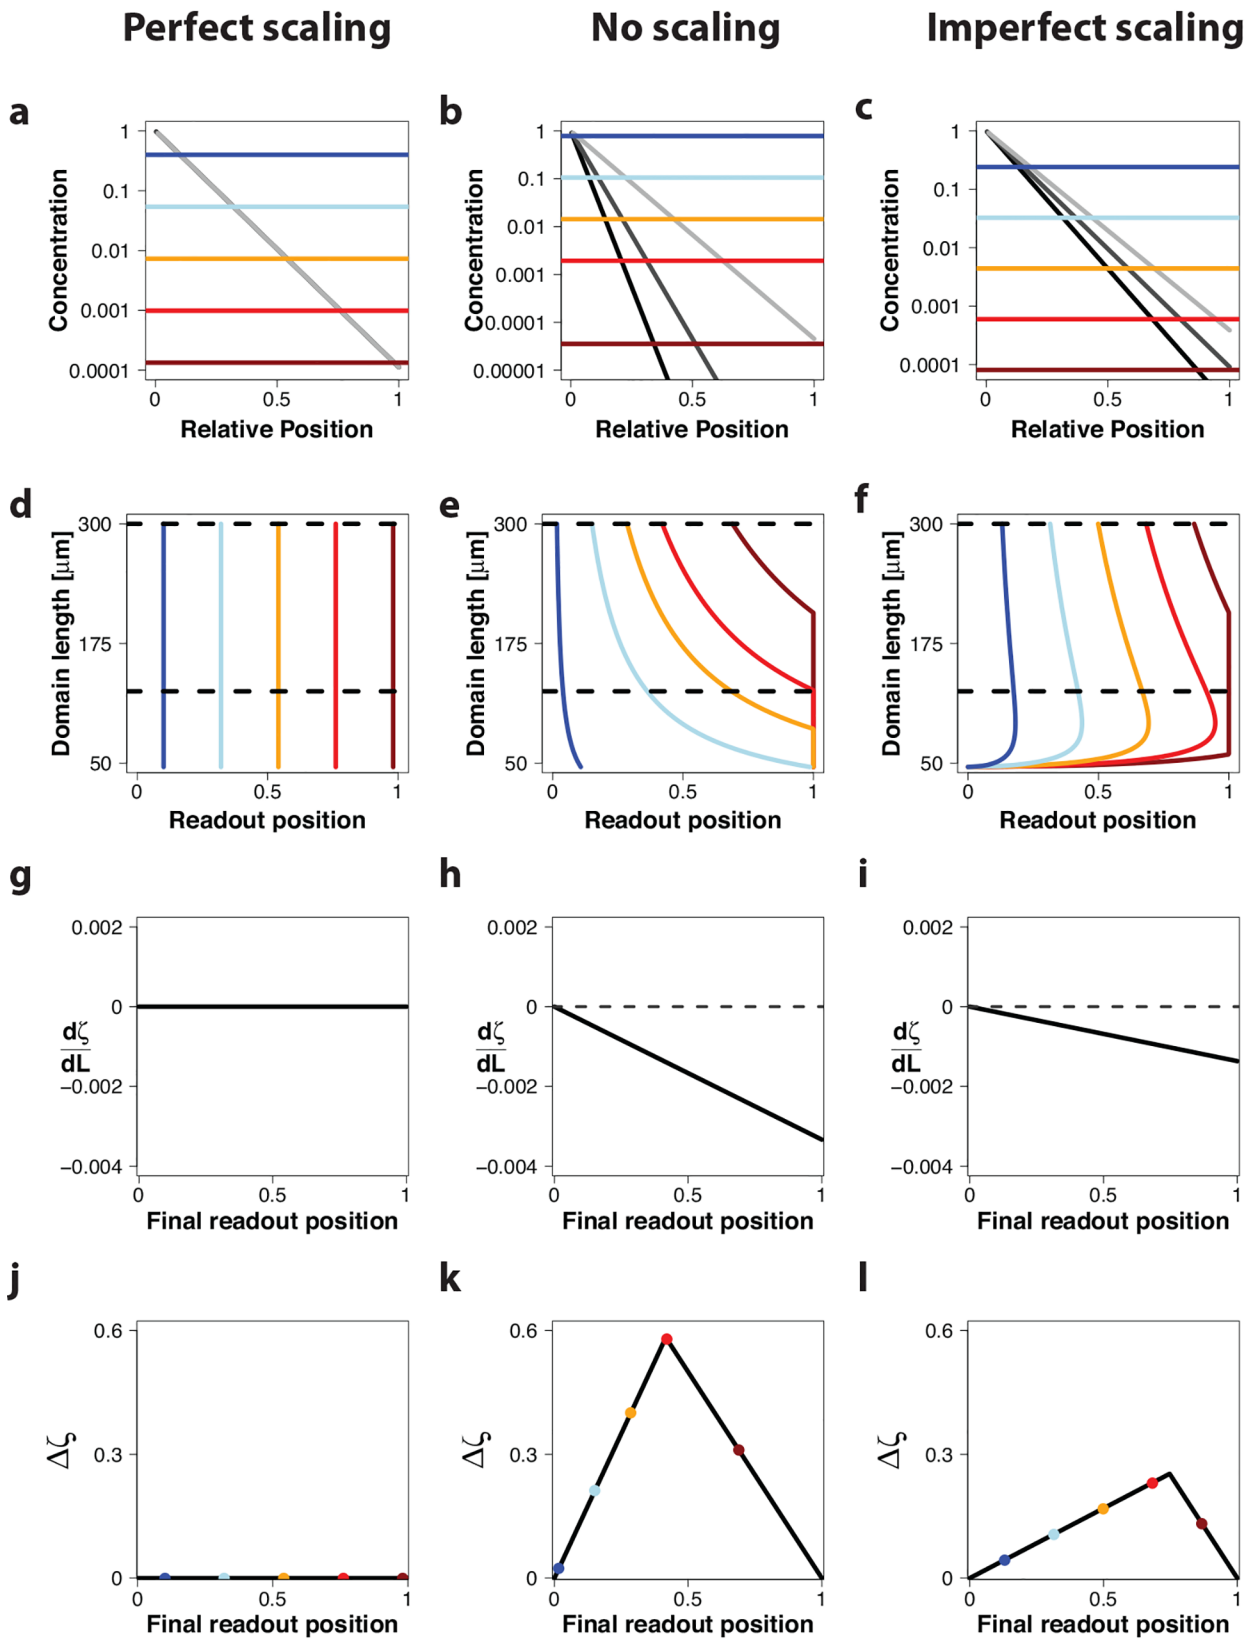 Perfect scaling
No scaling
Imperfect scaling
a
b
c
1
0.1
0.01
0.001
0.0001
Concentration
0
0.5
1
Relative Position
1
0.1
0.01
0.001
0.0001
0.00001
Concentration
0
0.5
1
Relative Position
1
0.1
0.01
0.001
0.0001
Concentration
0
0.5
1
Relative Position
d
e
f
300
175
50
Domain length [μm]
0
0.5
1
Readout position
300
175
50
Domain length [μm]
0
0.5
1
Readout position
300
175
50
Domain length [μm]
0
0.5
1
Readout position
g
h
i
0.002
0
−0.002
−0.004
dζ
dL
0
0.5
1
Final readout position
0.002
0
−0.002
−0.004
dζ
dL
0
0.5
1
Final readout position
0.002
0
−0.002
−0.004
dζ
dL
0
0.5
1
Final readout position
j
k
l
0.6
0.3
0
Δζ
0
0.5
1
Final readout position
0.6
0.3
0
Δζ
0
0.5
1
Final readout position
0.6
0.3
0
Δζ
0
0.5
1
Final readout position